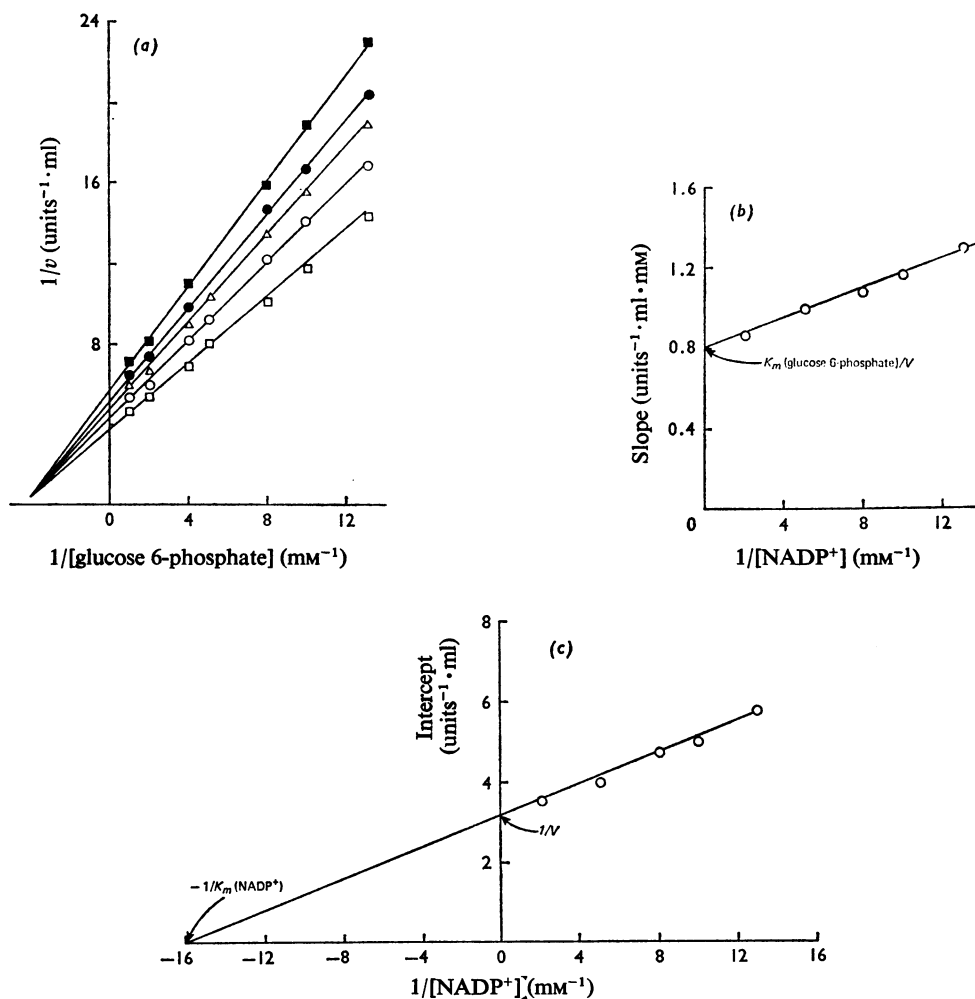 (a)
24
16
8
1/v (units⁻¹•ml)
0 4 8 12
1/[glucose 6-phosphate] (mM⁻¹)
(b)
1.6
1.2
0.8
0.4
0
Slope (units⁻¹•ml•mM)
Km (glucose 6-phosphate)/V
4 8 12
1/[NADP⁺] (mM⁻¹)
(c)
8
6
4
2
Intercept
(units⁻¹•ml)
1/V
−1/Km (NADP⁺)
−16 −12 −8 −4 0 4 8 12 16
1/[NADP⁺] (mM⁻¹)